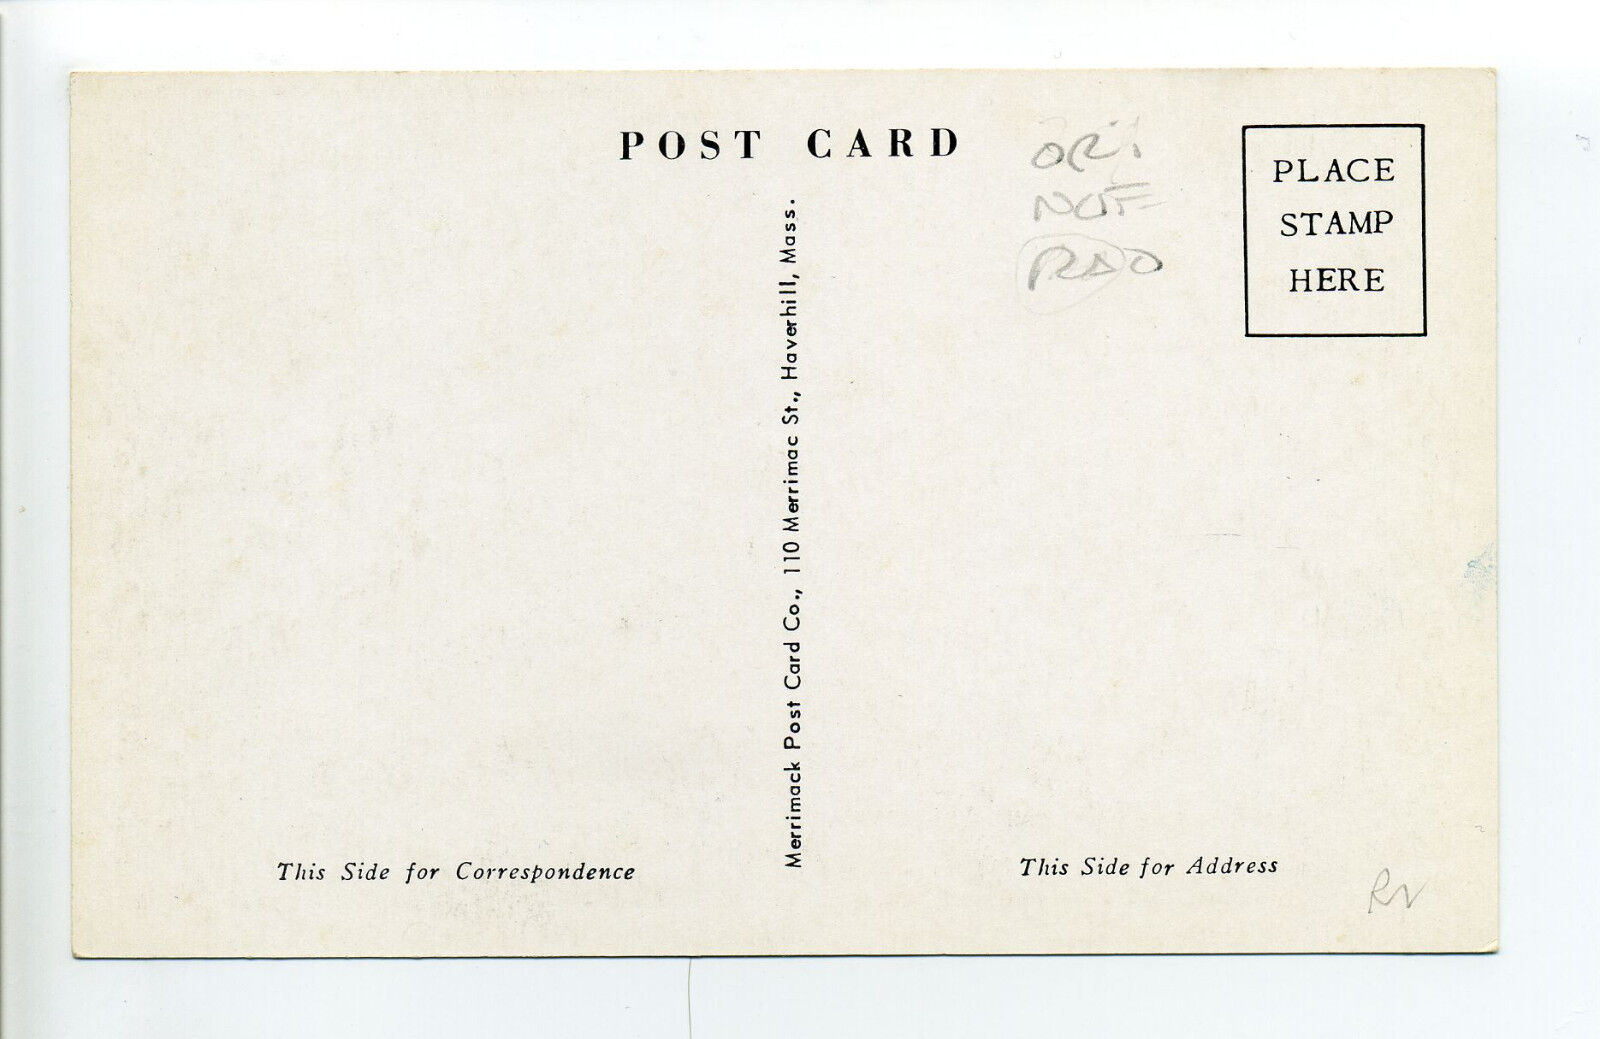 POST CARD
PLACE
STAMP
HERE
Merrimack Post Card Co., 110 Merrimac St., Haverhill, Mass.
This Side for Correspondence
This Side for Address